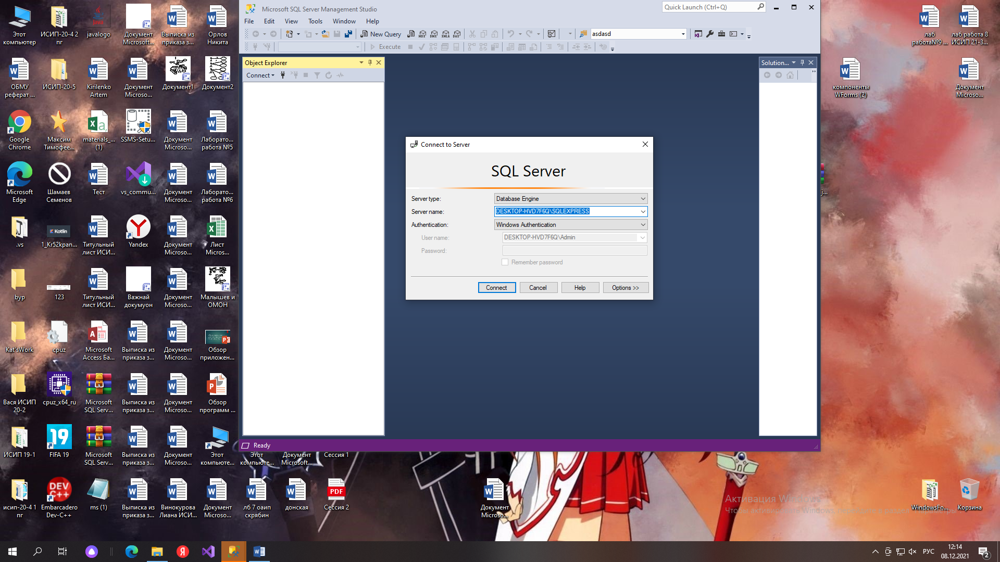 Microsoft SQL Server Management Studio
Quick Launch (Ctrl+Q)
File Edit View Tools Window Help
New Query
MDX DMX XMLA DAX
asdasd
Execute
Object Explorer
Connect
Solution...
Connect to Server
SQL Server
Server type: Database Engine
Server name: DESKTOP-HVD7F6Q\SQLEXPRESS
Authentication: Windows Authentication
User name: DESKTOP-HVD7F6Q\Admin
Password:
Remember password
Connect Cancel Help Options >>
Ready
Этот компьютер
ИСИП-20-4 2 пг
javalogo
Документ Microsoft...
Выписка из приказа з...
Орлов Никита
ОБМУ реферат ...
ИСИП-20-5
Kirilenko Artem
Документ Microso...
Документ1
Документ2
Google Chrome
Максим Тимофее...
materials_... (1)
SSMS-Setu...
Документ Microso...
Лаборато... работа №5
Microsoft Edge
Шамаев Семенов
Тест
vs_commu...
Документ Microso...
Лаборато... работа №6
.vs
Kotlin
1_Kr52kpan...
Титульный лист ИСИ...
Yandex
Документ Microso...
Лист Micros...
byp
123
Титульный лист ИСИ...
Важнай докумуон
Документ Microso...
Малышев и ОМОН
Kat'sWork
cpuz
Microsoft Access Ба...
Выписка из приказа з...
Документ Microso...
Обзор приложен...
Вася ИСИП 20-2
cpuz_x64_ru
Microsoft SQL Serv...
Выписка из приказа з...
Документ Microso...
Обзор программ ...
ИСИП 19-1
19
FIFA 19
Microsoft SQL Serv...
Выписка из приказа з...
Документ Microso...
Этот компьюте...
Этот компьюте...
Документ Microsoft...
Сессия 1
исип-20-4 1 пг
DEV C++
Embarcadero Dev-C++
ms (1)
Выписка из приказа з...
Винокурова Лиана ИСИ...
Документ Microso...
лб 7 оаип скрябин
донская
PDF
Сессия 2
Документ Microso...
лаб работа№9 ...
лаб работа 8 ИСИП 21-3...
компоненты WForms (2)
Документ Microso...
WindowsFo...
Корзина
Активация Windows
РУС
12:14
08.12.2021
2